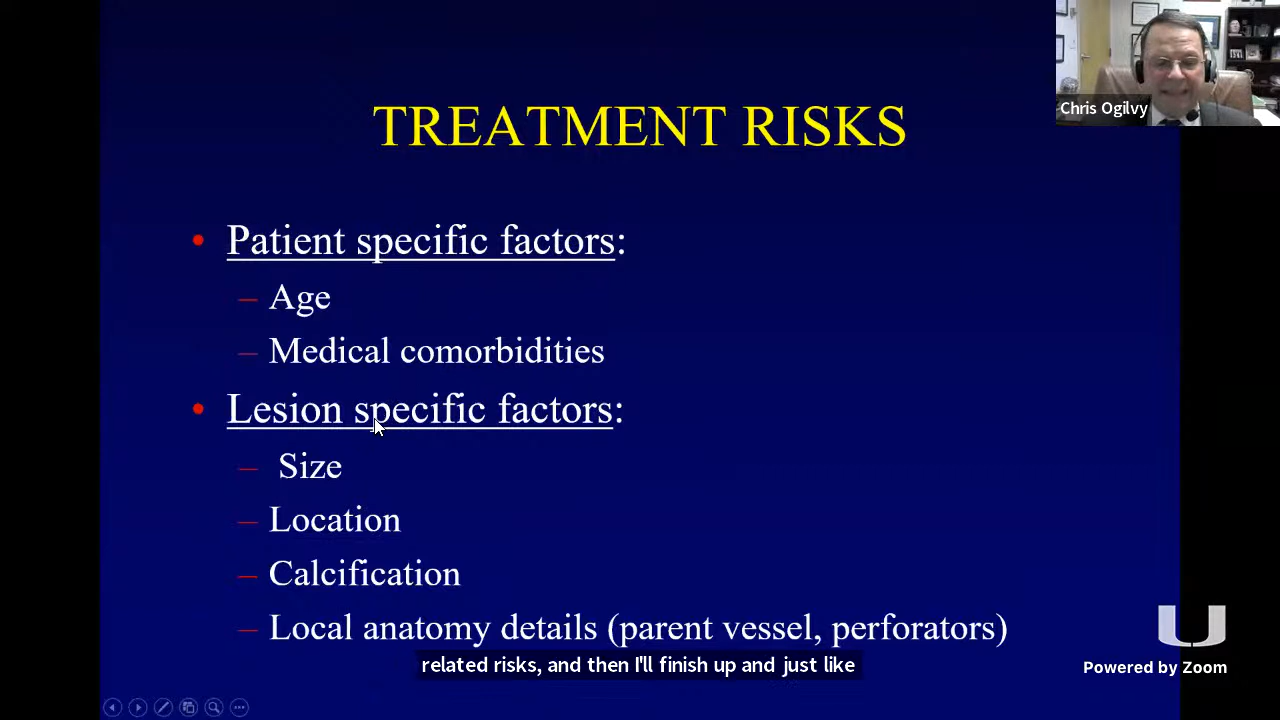 TREATMENT RISKS
Chris Ogilvy
• Patient specific factors:
– Age
– Medical comorbidities
• Lesion specific factors:
– Size
– Location
– Calcification
– Local anatomy details (parent vessel, perforators)
related risks, and then I'll finish up and just like
U
Powered by Zoom